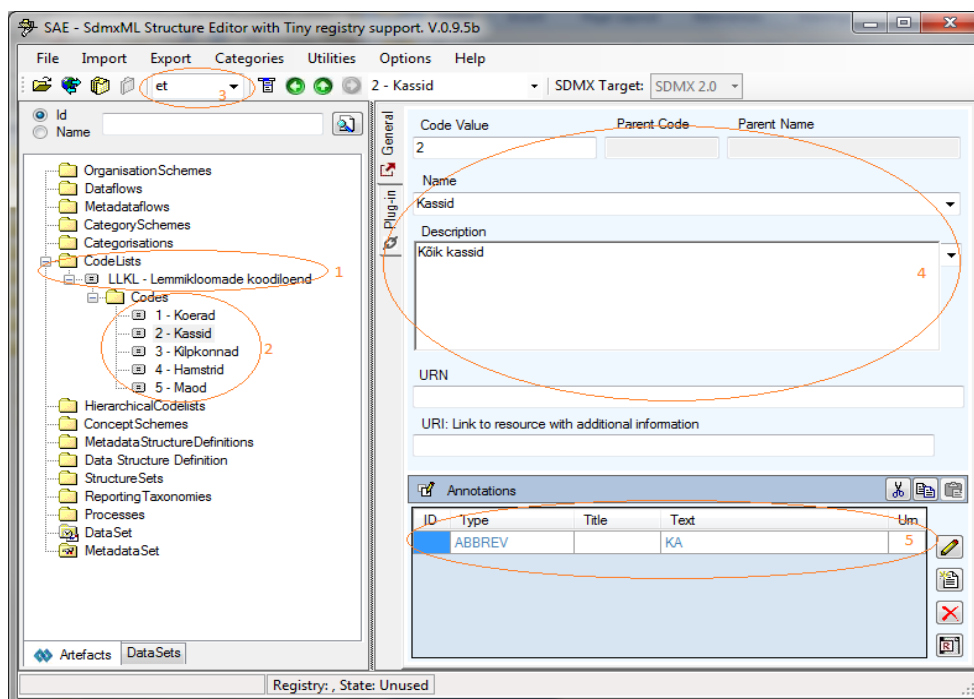 SAE - SdmxML Structure Editor with Tiny registry support. V.0.9.5b
File Import Export Categories Utilities Options Help
et 3 2 - Kassid SDMX Target: SDMX 2.0
Id
Name
OrganisationSchemes
Dataflows
Metadataflows
CategorySchemes
Categorisations
CodeLists
1
LLKL - Lemmikloomade koodiloend
Codes
1 - Koerad
2 - Kassid
3 - Kilpkonnad 2
4 - Hamstrid
5 - Maod
HierarchicalCodelists
ConceptSchemes
MetadataStructureDefinitions
Data Structure Definition
StructureSets
ReportingTaxonomies
Processes
DataSet
MetadataSet
Artefacts DataSets
General
Plug-in
Code Value Parent Code Parent Name
2
Name
Kassid
Description
Kõik kassid
4
URN
URI: Link to resource with additional information
Annotations
ID Type Title Text Urn
ABBREV KA 5
Registry: , State: Unused